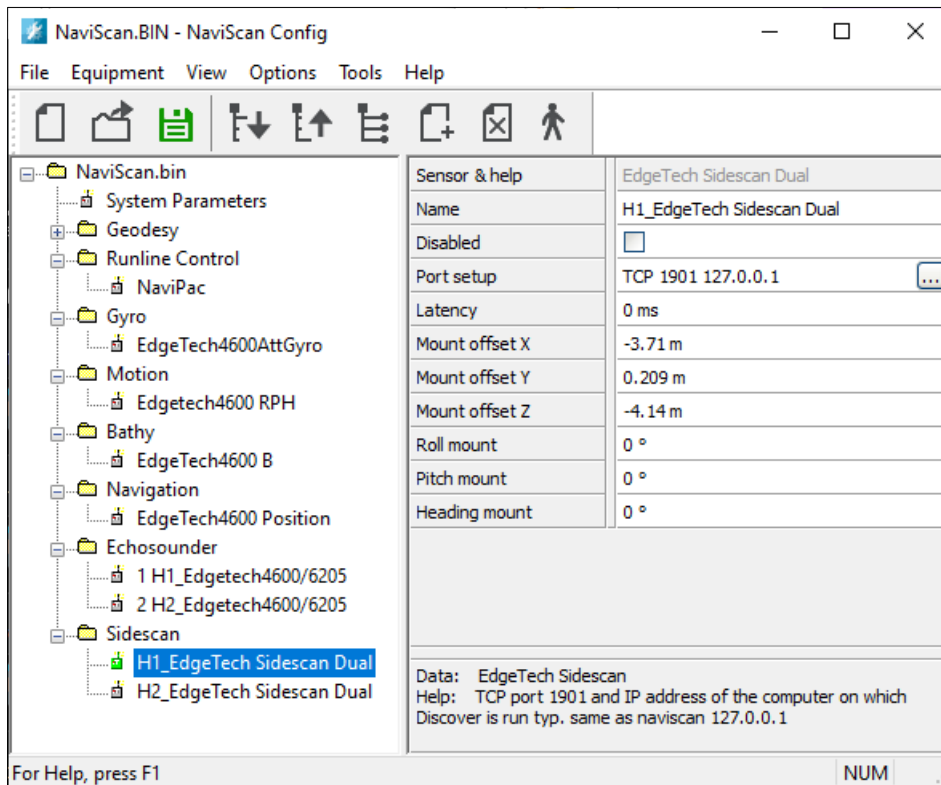 NaviScan.BIN - NaviScan Config
File Equipment View Options Tools Help
NaviScan.bin
System Parameters
Geodesy
Runline Control
NaviPac
Gyro
EdgeTech4600AttGyro
Motion
Edgetech4600 RPH
Bathy
EdgeTech4600 B
Navigation
EdgeTech4600 Position
Echosounder
1 H1_Edgetech4600/6205
2 H2_Edgetech4600/6205
Sidescan
H1_EdgeTech Sidescan Dual
H2_EdgeTech Sidescan Dual
Sensor & help EdgeTech Sidescan Dual
Name H1_EdgeTech Sidescan Dual
Disabled
Port setup TCP 1901 127.0.0.1 ...
Latency 0 ms
Mount offset X -3.71 m
Mount offset Y 0.209 m
Mount offset Z -4.14 m
Roll mount 0 °
Pitch mount 0 °
Heading mount 0 °
Data: EdgeTech Sidescan
Help: TCP port 1901 and IP address of the computer on which
Discover is run typ. same as naviscan 127.0.0.1
For Help, press F1 NUM